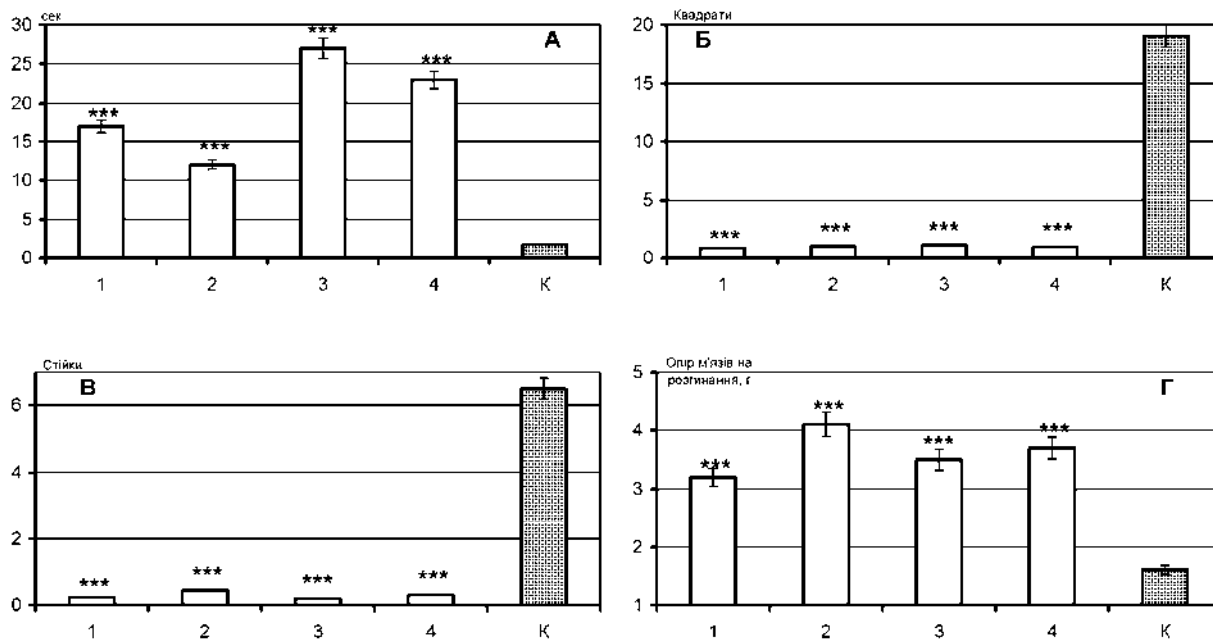 сек
А
30
25
20
15
10
5
0
***
***
***
***
1 2 3 4 К
Квадрати
Б
20
15
10
5
0
*** *** *** ***
1 2 3 4 К
Стійки
В
6
4
2
0
*** *** *** ***
1 2 3 4 К
Опір м'язів на
розгинання, г
Г
5
4
3
2
1
***
***
***
***
1 2 3 4 К